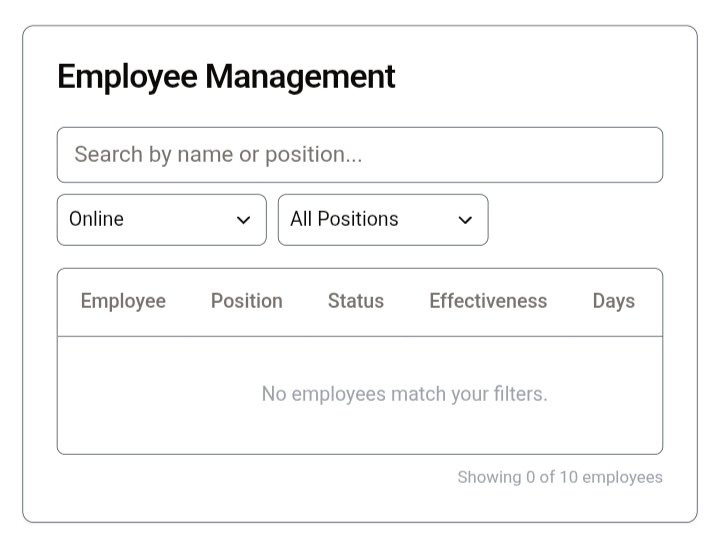 Employee Management
Search by name or position...
Online All Positions
Employee Position Status Effectiveness Days
No employees match your filters.
Showing 0 of 10 employees